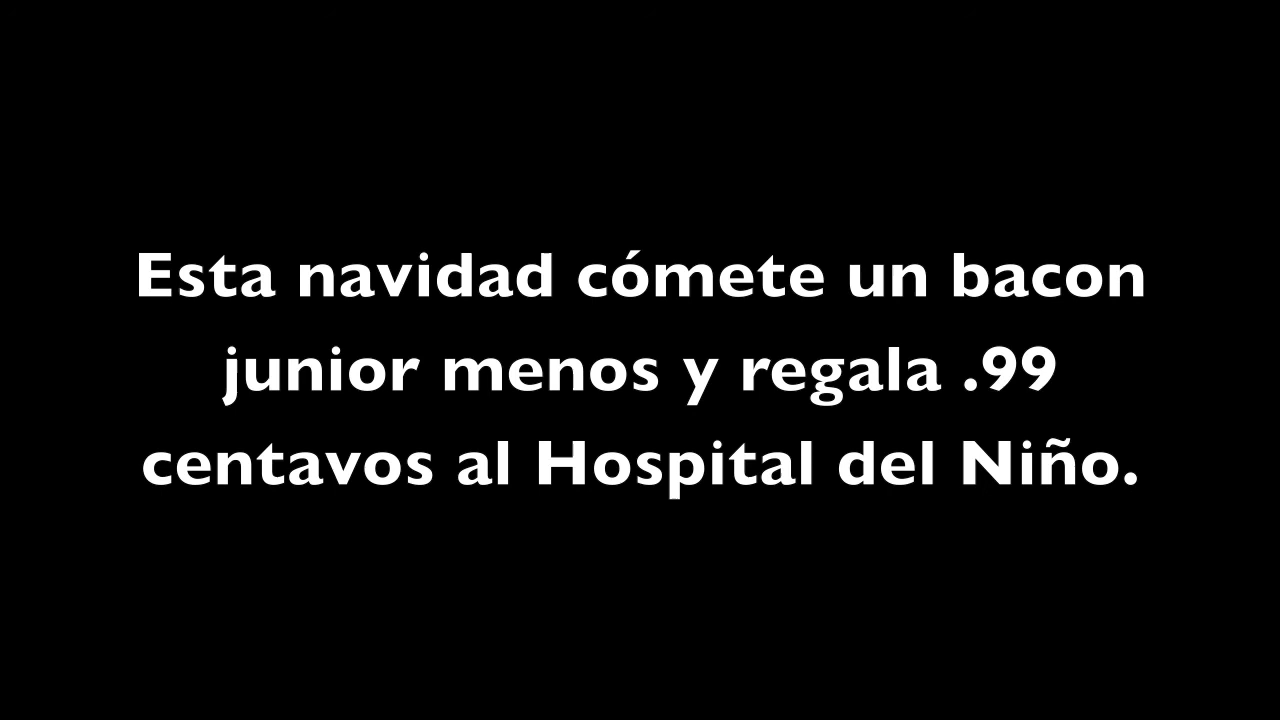 Esta navidad cómete un bacon
junior menos y regala .99
centavos al Hospital del Niño.